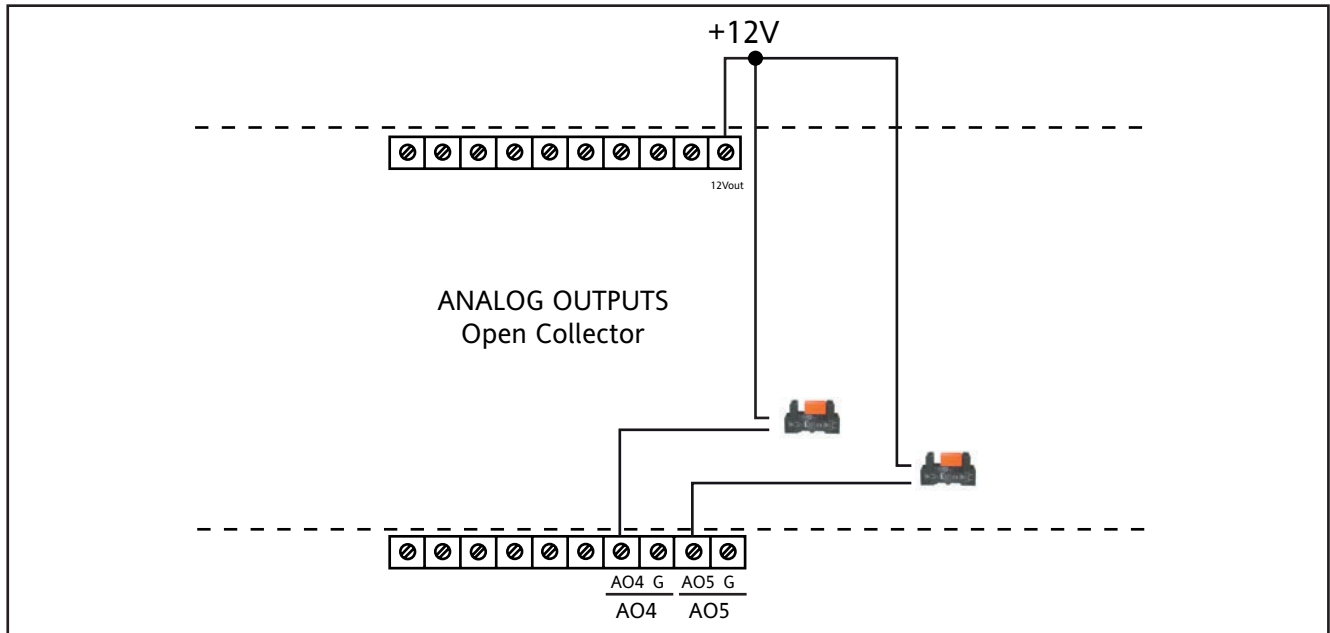 +12V
12Vout
ANALOG OUTPUTS
Open Collector
AO4 G AO5 G
AO4 AO5